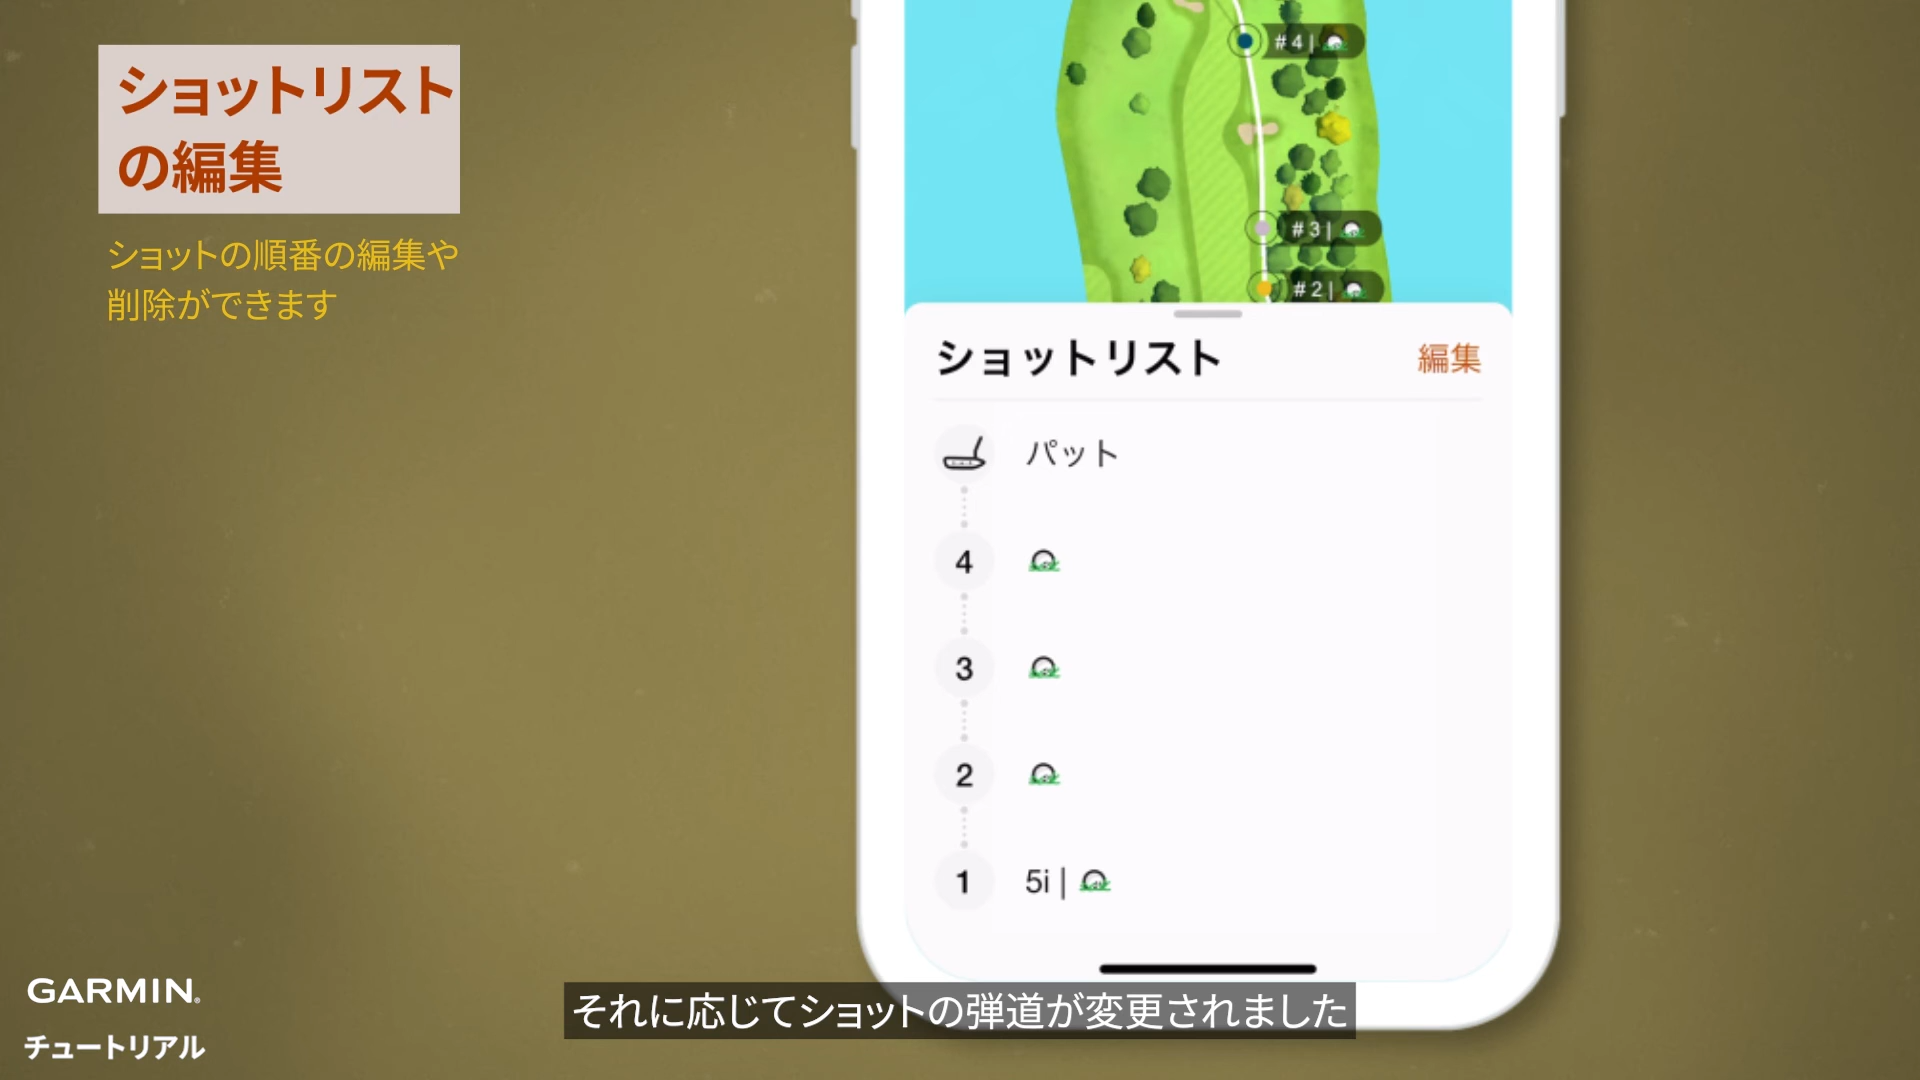 ショットリスト
の編集
ショットの順番の編集や
削除ができます
#4|
#3|
#2|
ショットリスト
編集
パット
4
3
2
1 5i |
それに応じてショットの弾道が変更されました
GARMIN®
チュートリアル